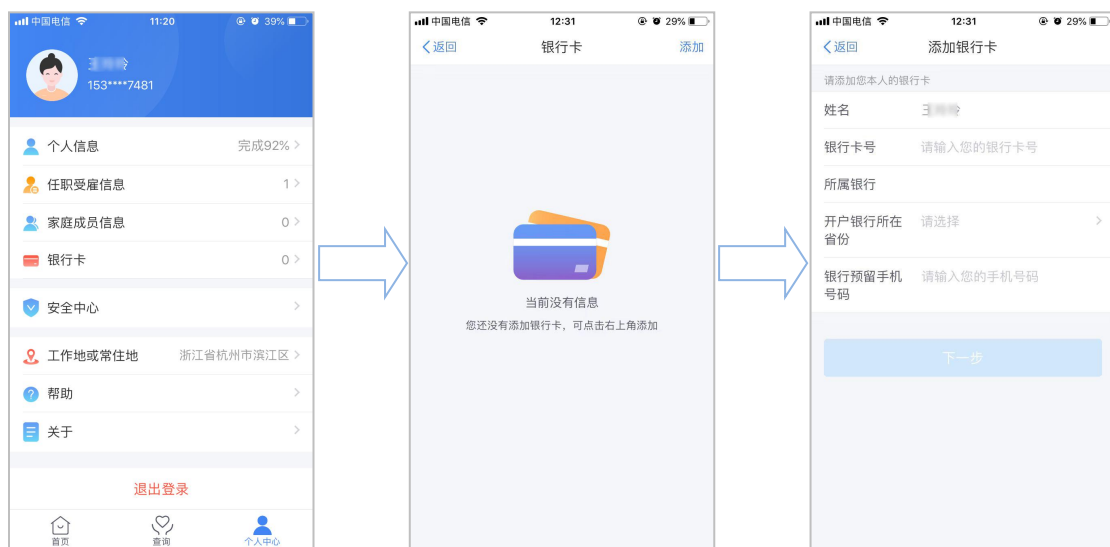 中国电信 11:20 39%
153****7481
个人信息 完成92%
任职受雇信息 1
家庭成员信息 0
银行卡 0
安全中心
工作地或常住地 浙江省杭州市滨江区
帮助
关于
退出登录
首页 查询 个人中心
中国电信 12:31 29%
返回 银行卡 添加
当前没有信息
您还没有添加银行卡，可点击右上角添加
中国电信 12:31 29%
返回 添加银行卡
请添加您本人的银行卡
姓名
银行卡号 请输入您的银行卡号
所属银行
开户银行所在 请选择
省份
银行预留手机 请输入您的手机号码
号码
下一步